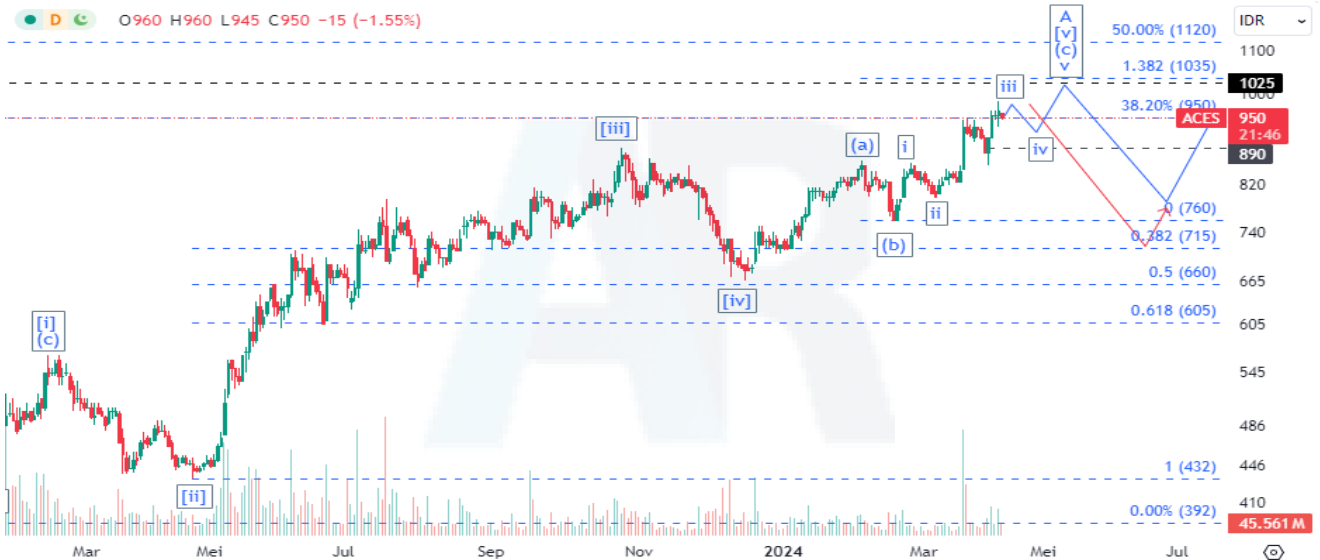 D
O960 H960 L945 C950 −15 (−1.55%)
IDR
A
[v]
(c)
v
50.00% (1120)
1100
1.382 (1035)
1025
1000
iii
38.20% (950)
ACES
950
21:46
890
iv
[iii]
(a)
i
ii
(b)
820
0 (760)
740
0.382 (715)
0.5 (660)
665
[iv]
0.618 (605)
605
[i]
(c)
545
486
1 (432)
446
[ii]
410
0.00% (392)
45.561 M
Mar
Mei
Jul
Sep
Nov
2024
Mar
Mei
Jul
AR